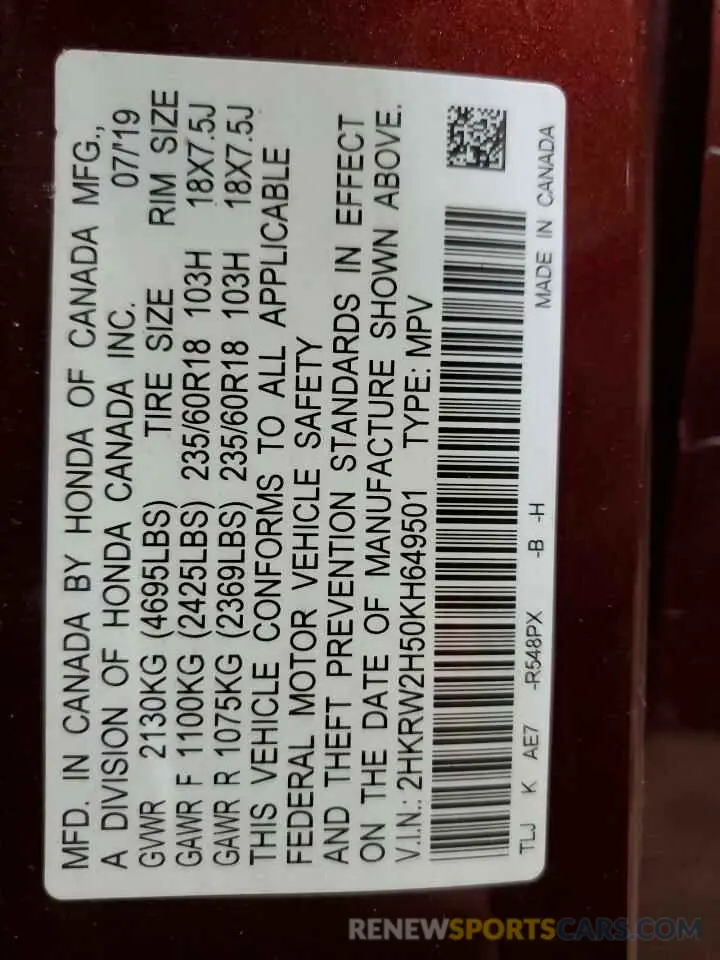 MFD. IN CANADA BY HONDA OF CANADA MFG.,
A DIVISION OF HONDA CANADA INC. 07/'19
GVWR 2130KG (4695LBS) TIRE SIZE RIM SIZE
GAWR F 1100KG (2425LBS) 235/60R18 103H 18X7.5J
GAWR R 1075KG (2369LBS) 235/60R18 103H 18X7.5J
THIS VEHICLE CONFORMS TO ALL APPLICABLE
FEDERAL MOTOR VEHICLE SAFETY
AND THEFT PREVENTION STANDARDS IN EFFECT
ON THE DATE OF MANUFACTURE SHOWN ABOVE.
V.I.N.: 2HKRW2H50KH649501 TYPE: MPV
TLJ K AE7 -R548PX -B -H MADE IN CANADA
RENEWSPORTSCARS.COM